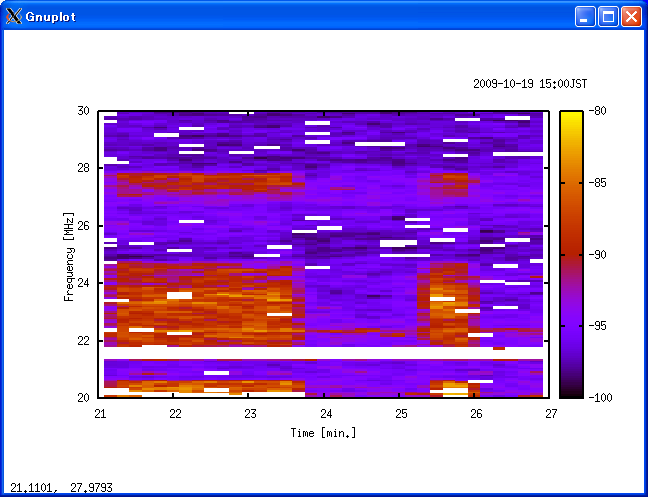 Gnuplot
2009-10-19 15:00JST
30
28
26
24
22
20
Frequency [MHz]
21 22 23 24 25 26 27
Time [min.]
-80
-85
-90
-95
-100
21.1101, 27.9793